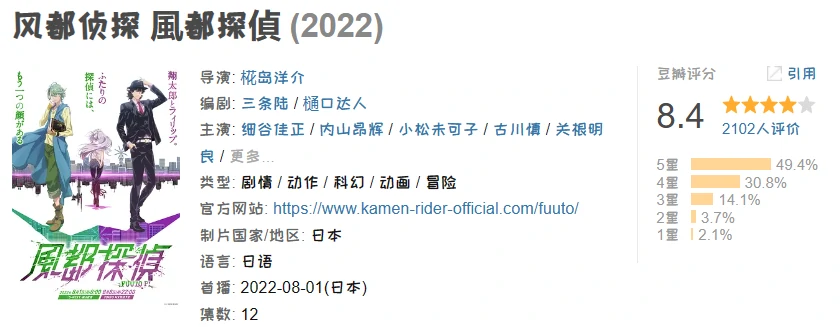 风都侦探 風都探偵 (2022)
もう一つの顔がある
ふたりの
探偵には、
翔太郎とフィリップ。
風都探偵
FUUTO P.I.
导演: 椛岛洋介
编剧: 三条陆 / 樋口达人
主演: 细谷佳正 / 内山昂辉 / 小松未可子 / 古川慎 / 关根明
良 / 更多...
类型: 剧情 / 动作 / 科幻 / 动画 / 冒险
官方网站: https://www.kamen-rider-official.com/fuuto/
制片国家/地区: 日本
语言: 日语
首播: 2022-08-01(日本)
集数: 12
豆瓣评分
引用
8.4
2102人评价
5星 49.4%
4星 30.8%
3星 14.1%
2星 3.7%
1星 2.1%